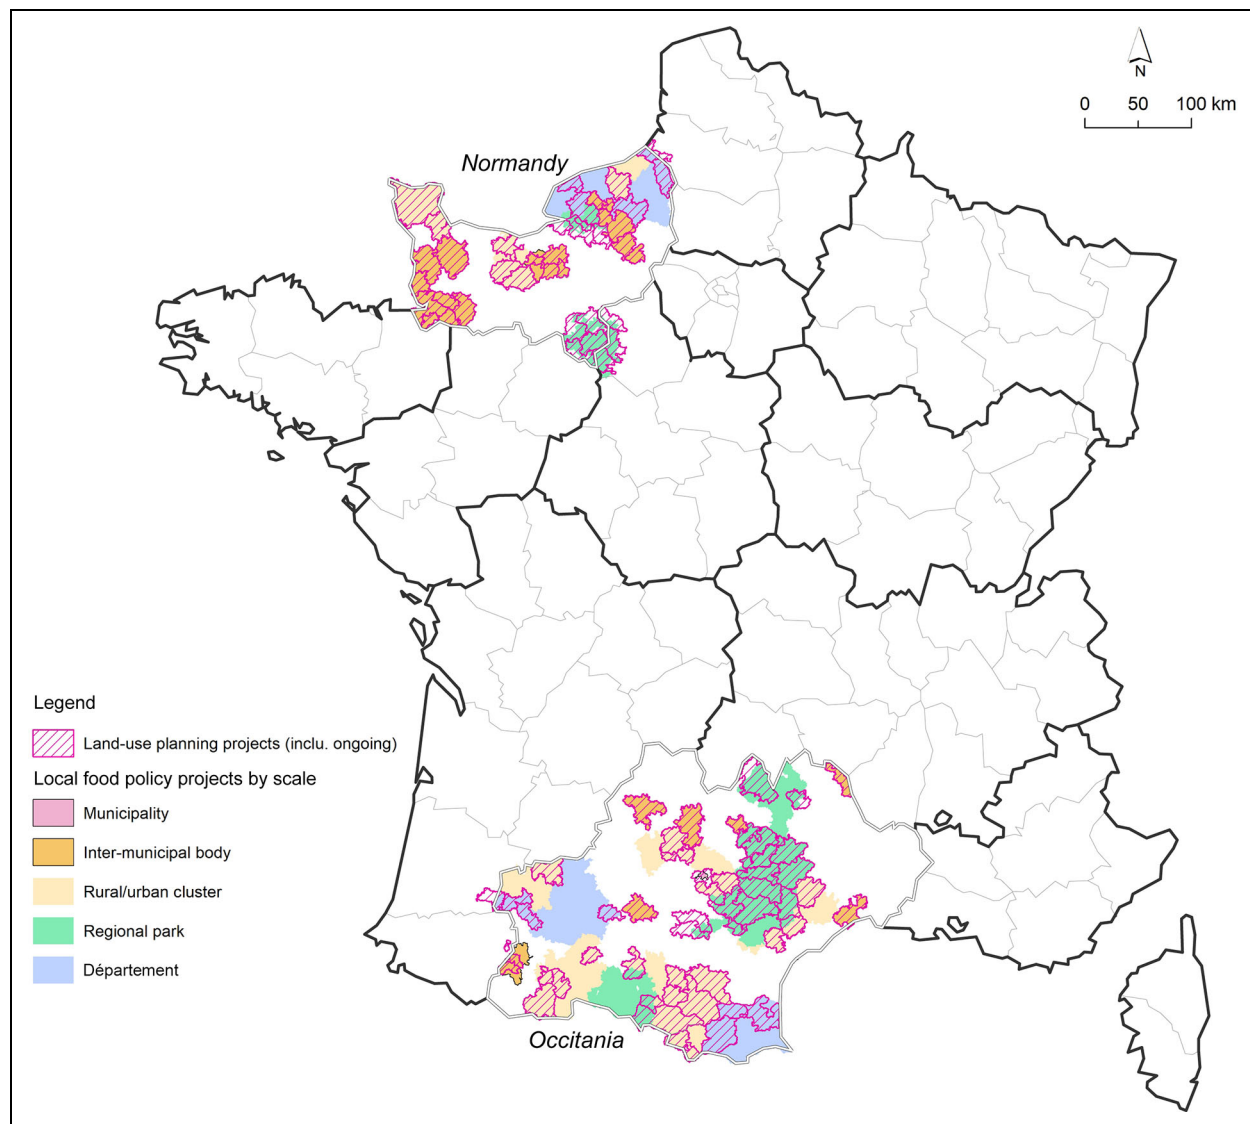 N
0 50 100 km
Normandy
Legend
Land-use planning projects (inclu. ongoing)
Local food policy projects by scale
Municipality
Inter-municipal body
Rural/urban cluster
Regional park
Département
Occitania